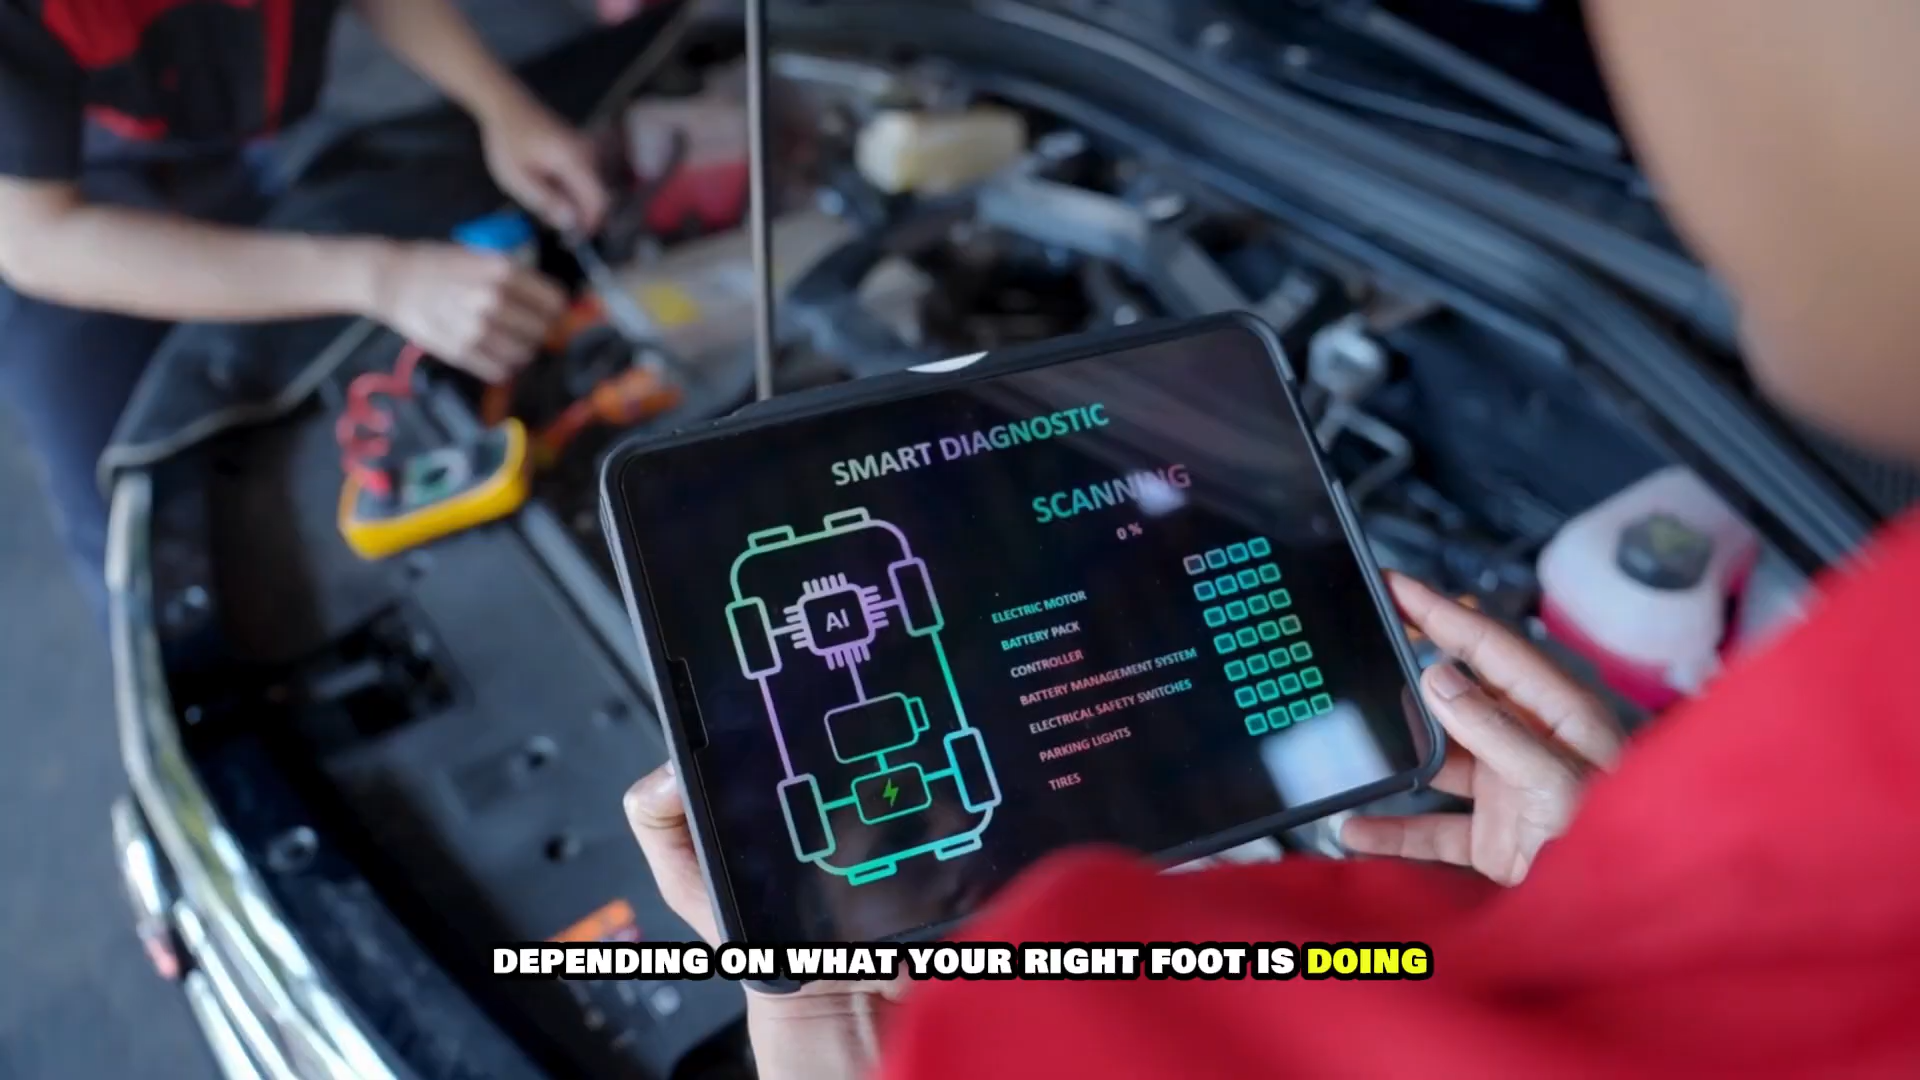 SMART DIAGNOSTIC
SCANNING
0 %
AI
ELECTRIC MOTOR
BATTERY PACK
CONTROLLER
BATTERY MANAGEMENT SYSTEM
ELECTRICAL SAFETY SWITCHES
PARKING LIGHTS
TIRES
DEPENDING ON WHAT YOUR RIGHT FOOT IS DOING